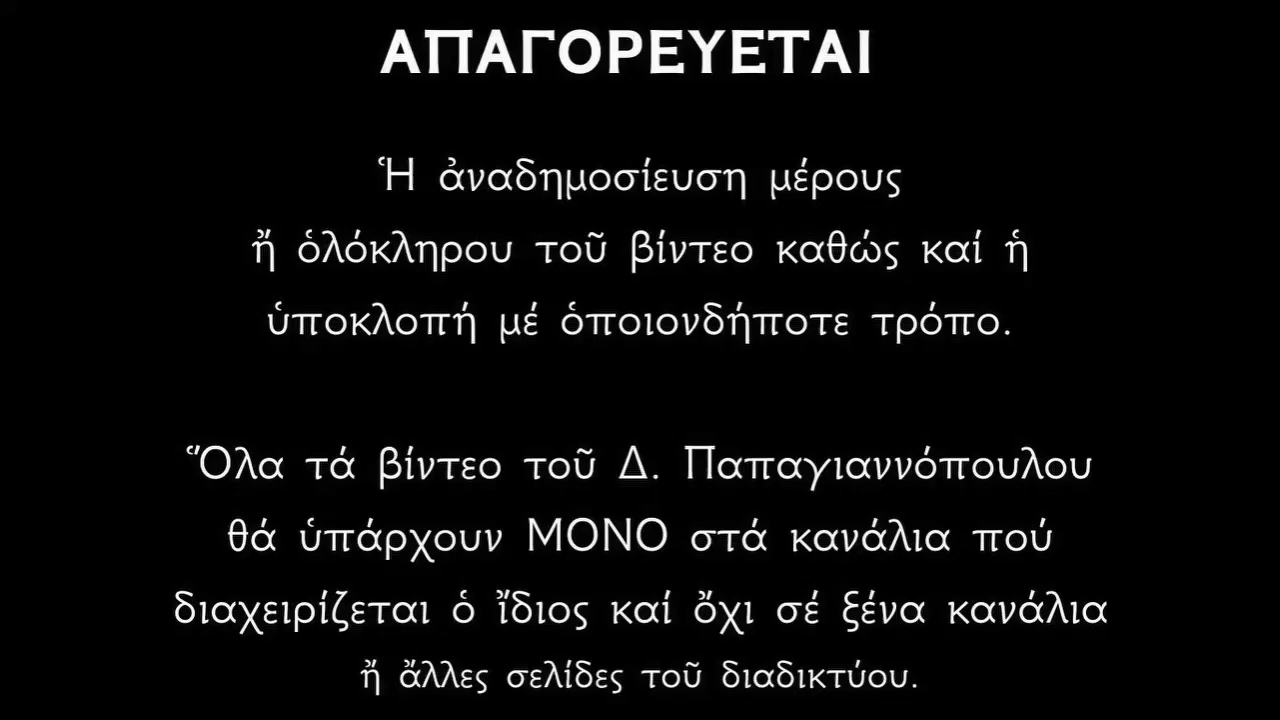 ΑΠΑΓΟΡΕΥΕΤΑΙ
Ἡ ἀναδημοσίευση μέρους
ἤ ὁλόκληρου τοῦ βίντεο καθώς καί ἡ
ὑποκλοπή μέ ὁποιονδήποτε τρόπο.
Ὅλα τά βίντεο τοῦ Δ. Παπαγιαννόπουλου
θά ὑπάρχουν ΜΟΝΟ στά κανάλια πού
διαχειρίζεται ὁ ἴδιος καί ὄχι σέ ξένα κανάλια
ἤ ἄλλες σελίδες τοῦ διαδικτύου.